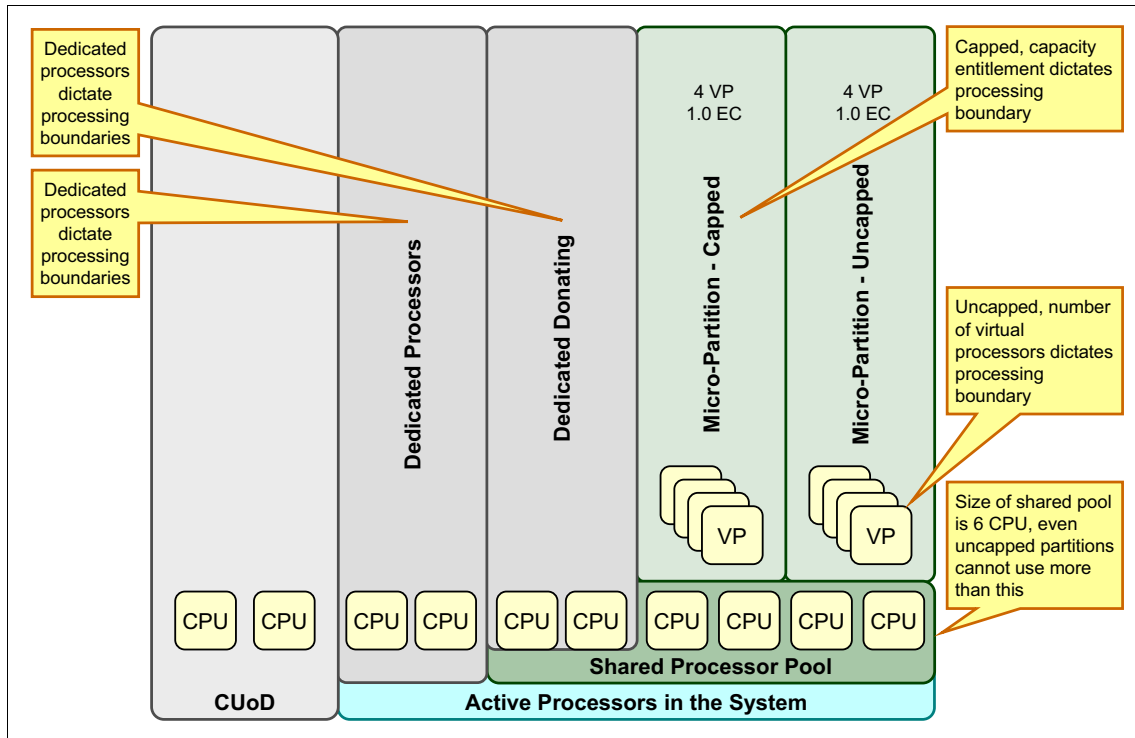 Dedicated
processors
dictate
processing
boundaries
Dedicated
processors
dictate
processing
boundaries
Capped, capacity
entitlement dictates
processing
boundary
Uncapped, number
of virtual
processors dictates
processing
boundary
Size of shared pool
is 6 CPU, even
uncapped partitions
cannot use more
than this
4 VP
1.0 EC
4 VP
1.0 EC
Dedicated Processors
Dedicated Donating
Micro-Partition - Capped
Micro-Partition - Uncapped
VP
VP
CPU
CPU
CPU
CPU
CPU
CPU
CPU
CPU
CPU
CPU
Shared Processor Pool
CUoD
Active Processors in the System